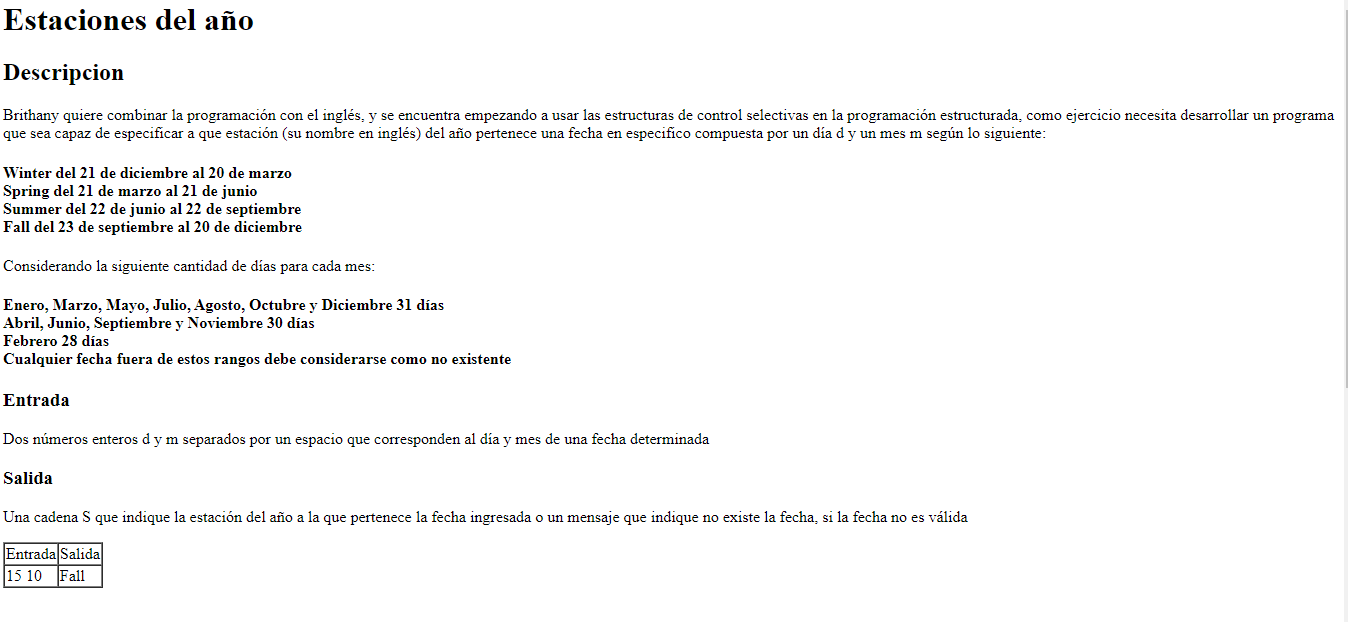 Estaciones del año
Descripcion
Brithany quiere combinar la programación con el inglés, y se encuentra empezando a usar las estructuras de control selectivas en la programación estructurada, como ejercicio necesita desarrollar un programa
que sea capaz de especificar a que estación (su nombre en inglés) del año pertenece una fecha en especifico compuesta por un día d y un mes m según lo siguiente:
Winter del 21 de diciembre al 20 de marzo
Spring del 21 de marzo al 21 de junio
Summer del 22 de junio al 22 de septiembre
Fall del 23 de septiembre al 20 de diciembre
Considerando la siguiente cantidad de días para cada mes:
Enero, Marzo, Mayo, Julio, Agosto, Octubre y Diciembre 31 días
Abril, Junio, Septiembre y Noviembre 30 días
Febrero 28 días
Cualquier fecha fuera de estos rangos debe considerarse como no existente
Entrada
Dos números enteros d y m separados por un espacio que corresponden al día y mes de una fecha determinada
Salida
Una cadena S que indique la estación del año a la que pertenece la fecha ingresada o un mensaje que indique no existe la fecha, si la fecha no es válida
Entrada Salida
15 10 Fall